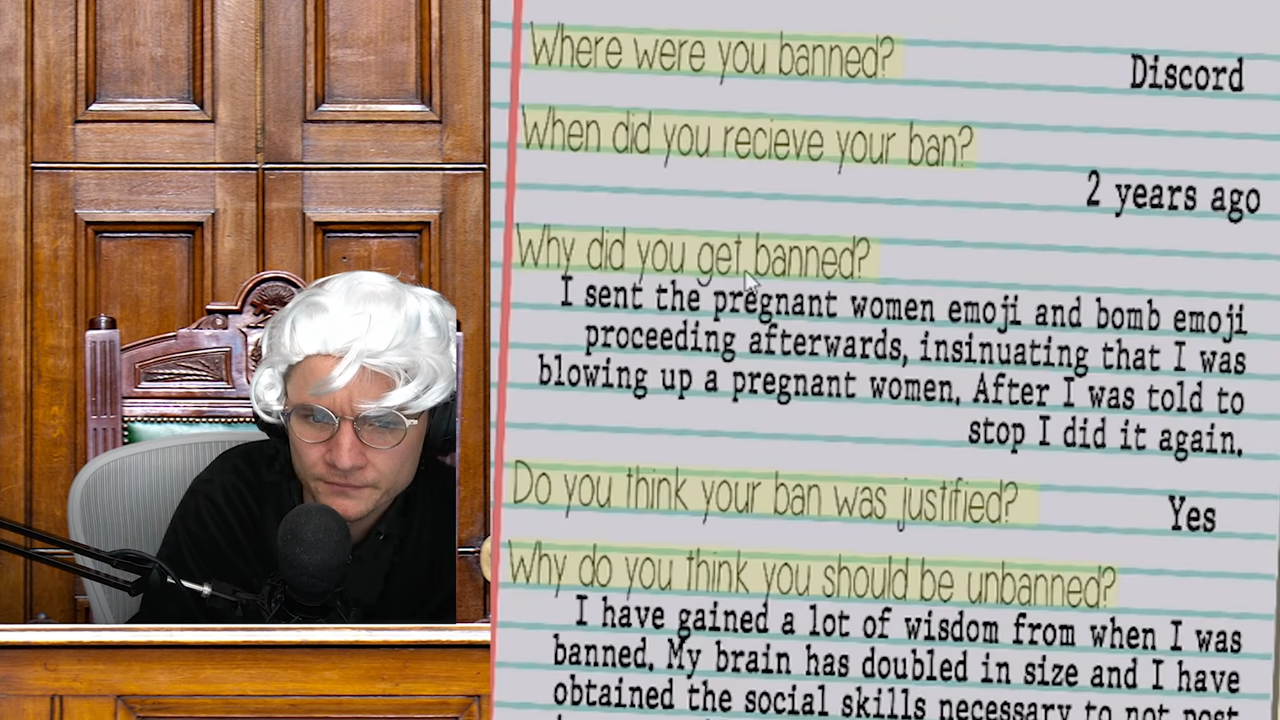 Where were you banned?
Discord
When did you recieve your ban?
2 years ago
Why did you get banned?
I sent the pregnant women emoji and bomb emoji
proceeding afterwards, insinuating that I was
blowing up a pregnant women. After I was told to
stop I did it again.
Do you think your ban was justified?
Yes
Why do you think you should be unbanned?
I have gained a lot of wisdom from when I was
banned. My brain has doubled in size and I have
obtained the social skills necessary to not post